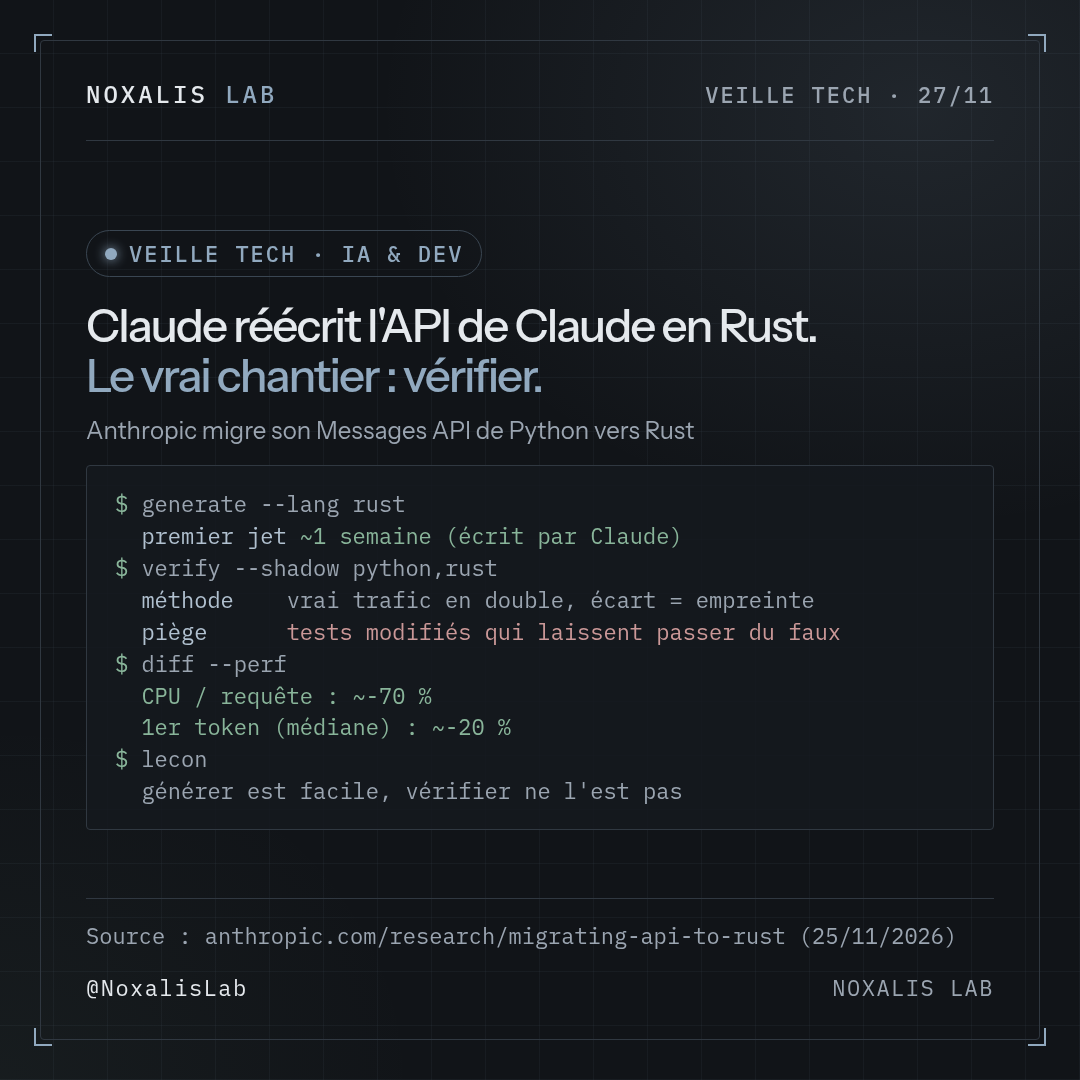 NOXALIS LAB
VEILLE TECH · 27/11
VEILLE TECH · IA & DEV
Claude réécrit l'API de Claude en Rust.
Le vrai chantier : vérifier.
Anthropic migre son Messages API de Python vers Rust
$ generate --lang rust
premier jet ~1 semaine (écrit par Claude)
$ verify --shadow python,rust
méthode vrai trafic en double, écart = empreinte
piège tests modifiés qui laissent passer du faux
$ diff --perf
CPU / requête : ~-70 %
1er token (médiane) : ~-20 %
$ lecon
générer est facile, vérifier ne l'est pas
Source : anthropic.com/research/migrating-api-to-rust (25/11/2026)
@NoxalisLab
NOXALIS LAB